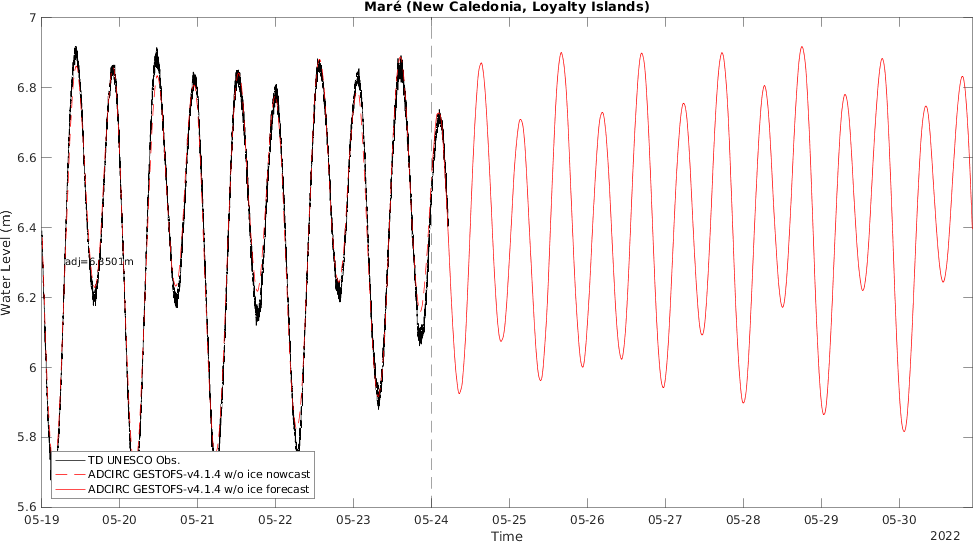 Maré (New Caledonia, Loyalty Islands)
7
6.8
6.6
6.4
6.2
6
5.8
5.6
Water Level (m)
adj=6.3501m
TD UNESCO Obs.
ADCIRC GESTOFS-v4.1.4 w/o ice nowcast
ADCIRC GESTOFS-v4.1.4 w/o ice forecast
05-19 05-20 05-21 05-22 05-23 05-24 05-25 05-26 05-27 05-28 05-29 05-30
Time
2022